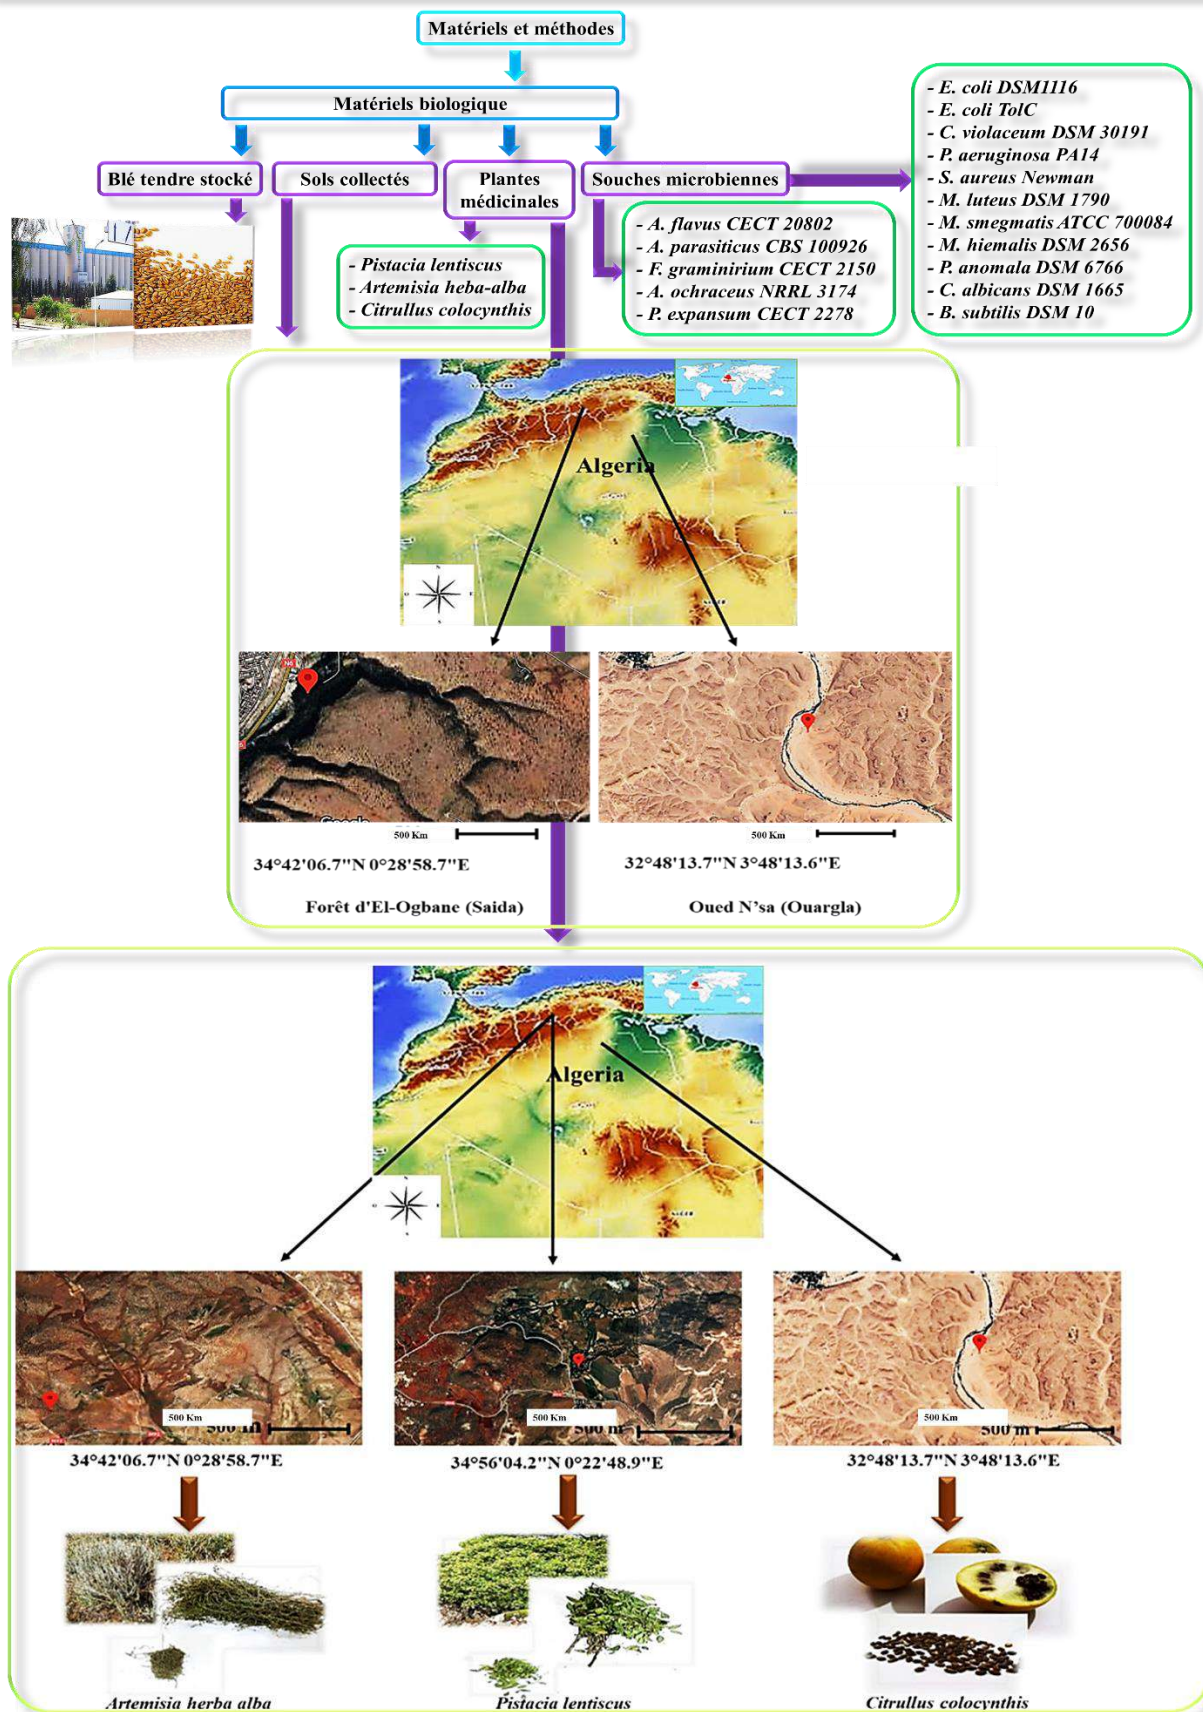 Matériels et méthodes
Matériels biologique
Blé tendre stocké
Sols collectés
Plantes
médicinales
Souches microbiennes
- E. coli DSM1116
- E. coli TolC
- C. violaceum DSM 30191
- P. aeruginosa PA14
- S. aureus Newman
- M. luteus DSM 1790
- M. smegmatis ATCC 700084
- M. hiemalis DSM 2656
- P. anomala DSM 6766
- C. albicans DSM 1665
- B. subtilis DSM 10
- A. flavus CECT 20802
- A. parasiticus CBS 100926
- F. graminirium CECT 2150
- A. ochraceus NRRL 3174
- P. expansum CECT 2278
- Pistacia lentiscus
- Artemisia heba-alba
- Citrullus colocynthis
Algeria
N
E
S
O
N6
500 Km
500 Km
34°42'06.7"N 0°28'58.7"E
32°48'13.7"N 3°48'13.6"E
Forêt d'El-Ogbane (Saida)
Oued N'sa (Ouargla)
Algeria
N
E
S
O
500 Km
500 m
500 Km
500 m
500 Km
500 m
34°42'06.7"N 0°28'58.7"E
34°56'04.2"N 0°22'48.9"E
32°48'13.7"N 3°48'13.6"E
Artemisia herba alba
Pistacia lentiscus
Citrullus colocynthis